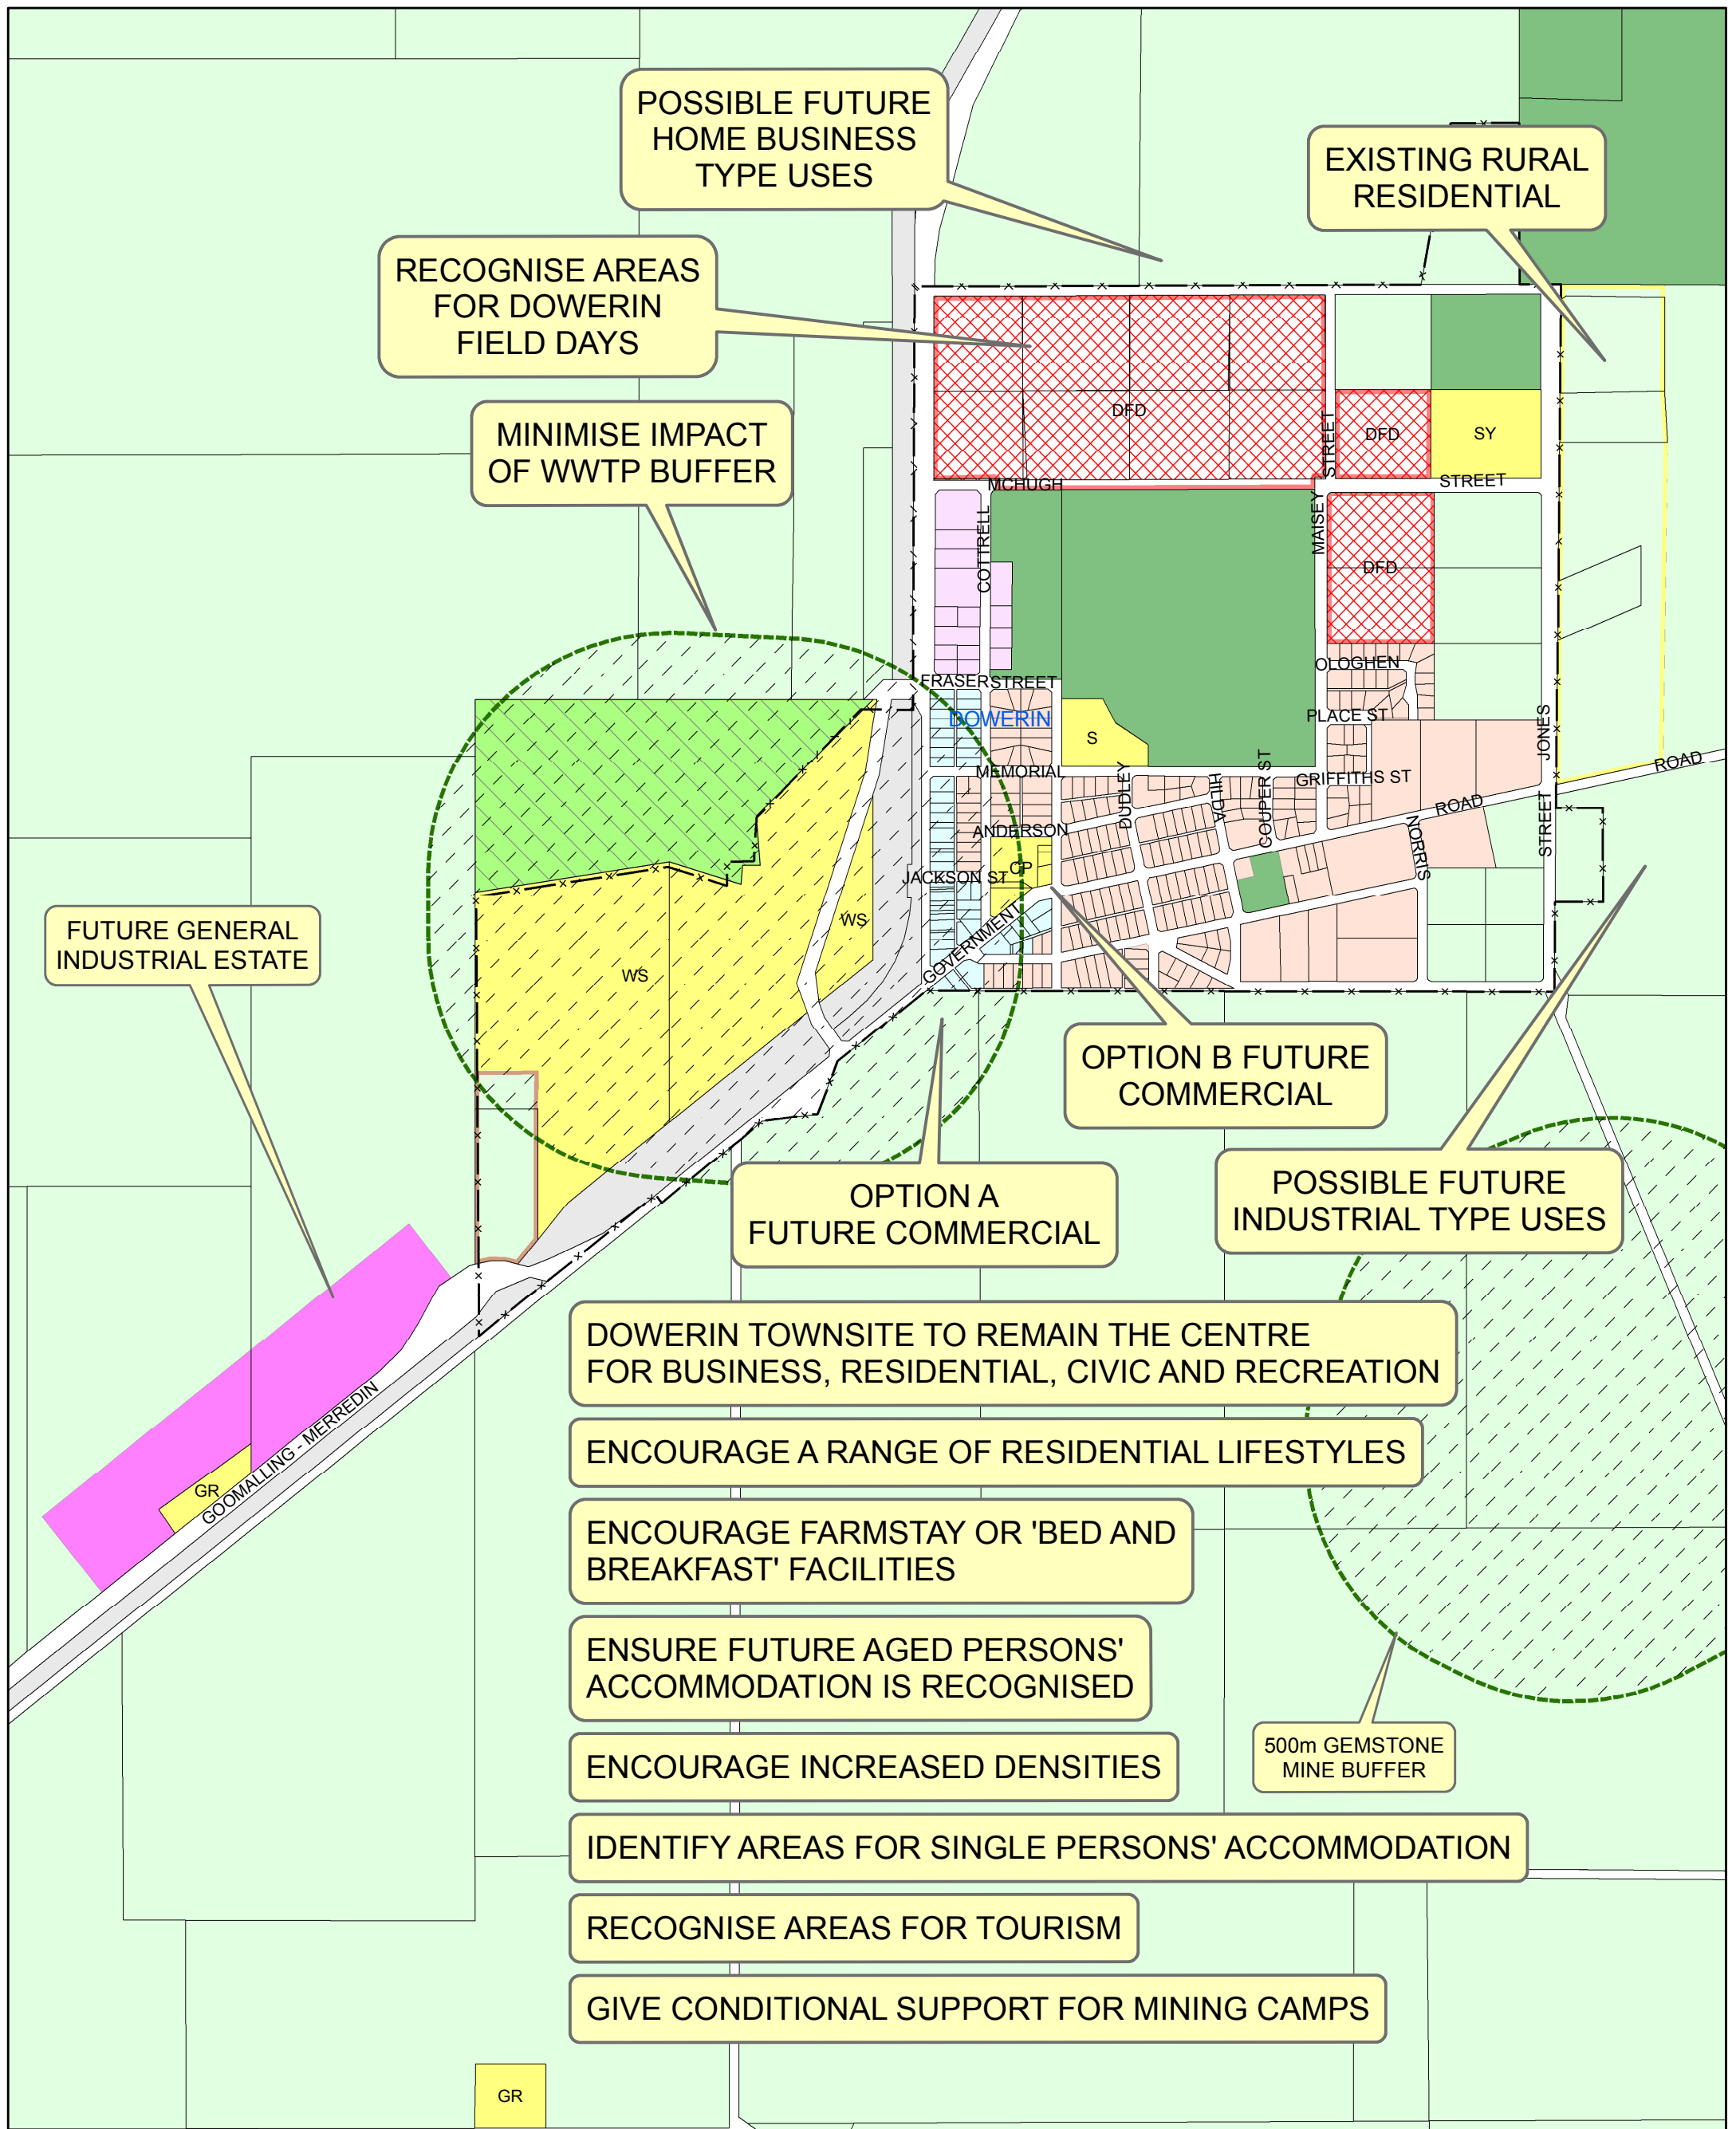 POSSIBLE FUTURE
HOME BUSINESS
TYPE USES
EXISTING RURAL
RESIDENTIAL
RECOGNISE AREAS
FOR DOWERIN
FIELD DAYS
MINIMISE IMPACT
OF WWTP BUFFER
DFD
DFD
SY
STREET
MCHUGH
STREET
COTTRELL
MAISEY
DFD
OLOGHEN
FRASER STREET
DOWERIN
PLACE ST
S
JONES
MEMORIAL
GRIFFITHS ST
ROAD
DUDLEY
HILDA
COUPER ST
ROAD
STREET
ANDERSON
NORRIS
CP
JACKSON ST
WS
WS
GOVERNMENT
FUTURE GENERAL
INDUSTRIAL ESTATE
OPTION B FUTURE
COMMERCIAL
OPTION A
FUTURE COMMERCIAL
POSSIBLE FUTURE
INDUSTRIAL TYPE USES
DOWERIN TOWNSITE TO REMAIN THE CENTRE
FOR BUSINESS, RESIDENTIAL, CIVIC AND RECREATION
GOOMALLING - MERREDIN
GR
ENCOURAGE A RANGE OF RESIDENTIAL LIFESTYLES
ENCOURAGE FARMSTAY OR 'BED AND
BREAKFAST' FACILITIES
ENSURE FUTURE AGED PERSONS'
ACCOMMODATION IS RECOGNISED
500m GEMSTONE
MINE BUFFER
ENCOURAGE INCREASED DENSITIES
IDENTIFY AREAS FOR SINGLE PERSONS' ACCOMMODATION
RECOGNISE AREAS FOR TOURISM
GIVE CONDITIONAL SUPPORT FOR MINING CAMPS
GR